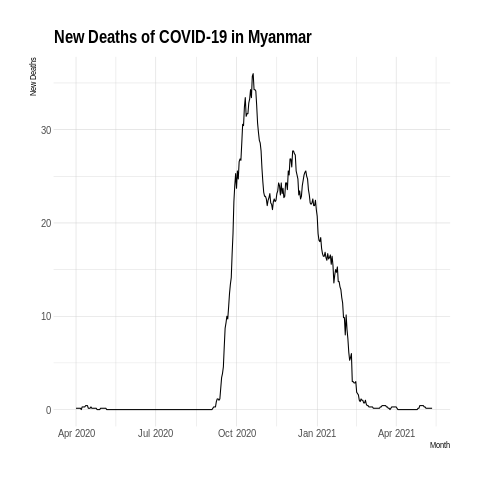 New Deaths of COVID-19 in Myanmar
New Deaths
30
20
10
0
Apr 2020 Jul 2020 Oct 2020 Jan 2021 Apr 2021
Month